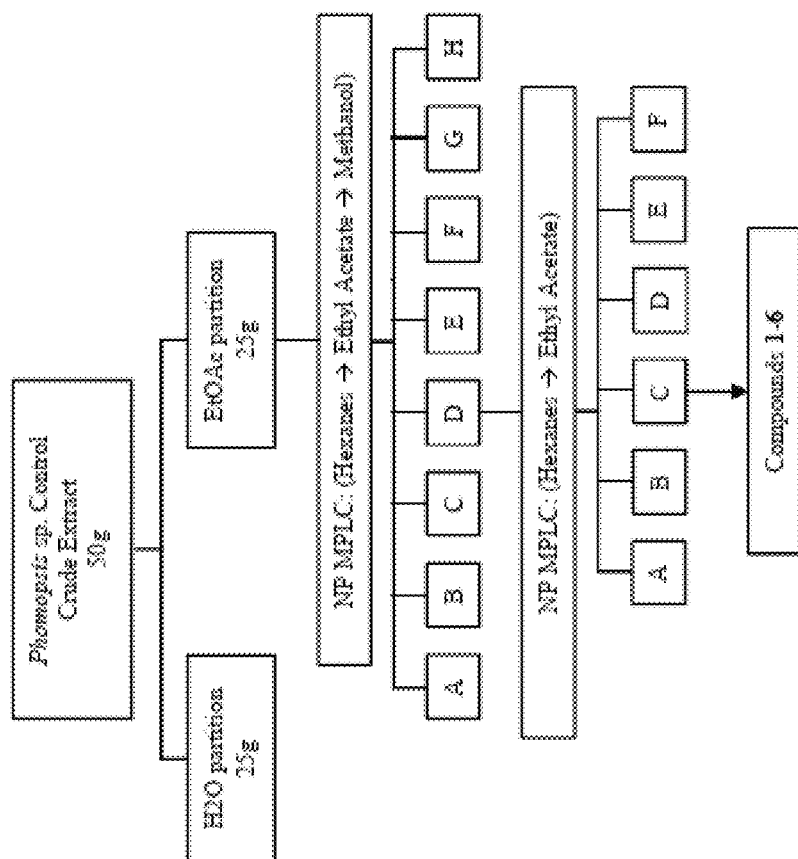 Phomopsis sp. Control
Crude Extract
50g
H2O partition
25g
EtOAc partition
25g
NP MPLC: (Hexanes → Ethyl Acetate → Methanol)
A
B
C
D
E
F
G
H
NP MPLC: (Hexanes → Ethyl Acetate)
A
B
C
D
E
F
Compounds 1-6